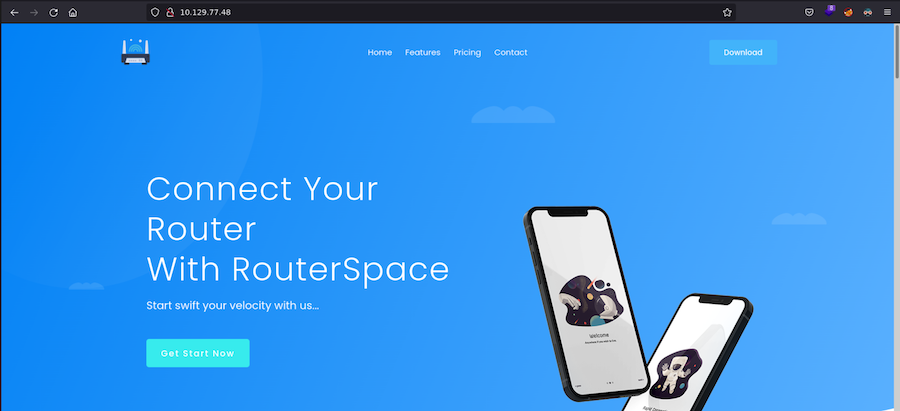 10.129.77.48
8
Home Features Pricing Contact
Download
Connect Your
Router
With RouterSpace
Start swift your velocity with us...
Get Start Now
Welcome